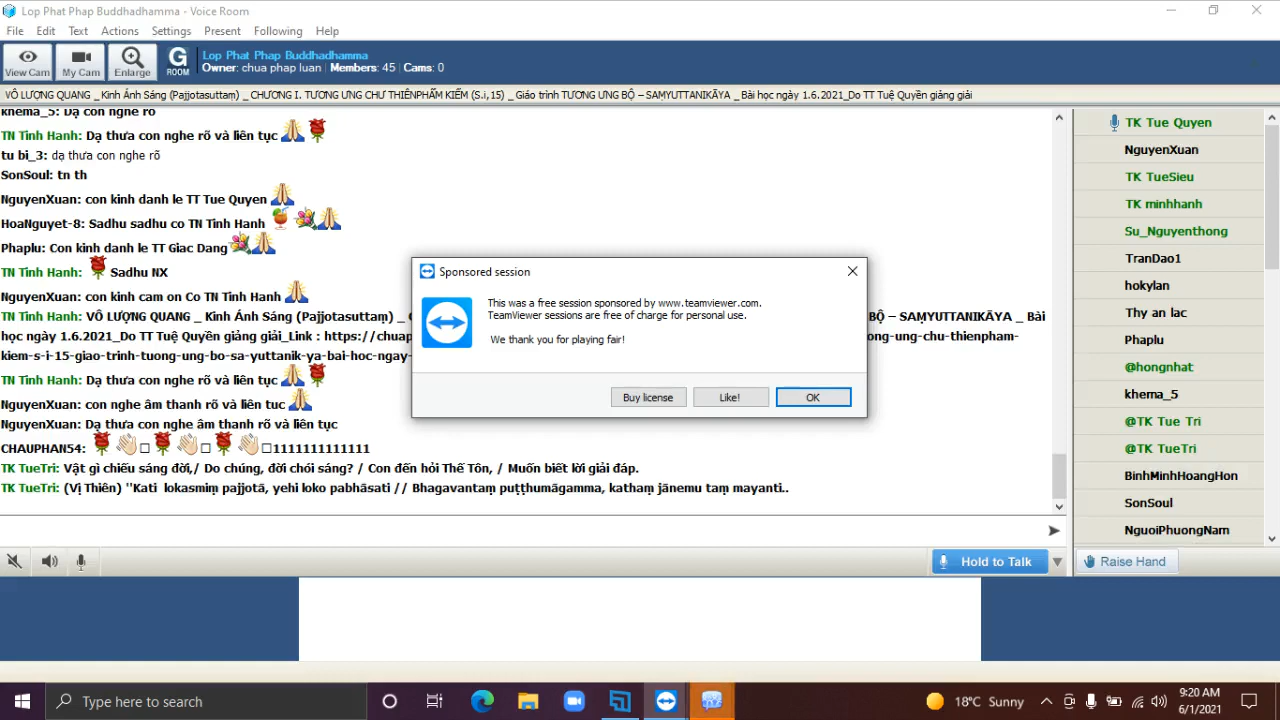 Lop Phat Phap Buddhadhamma - Voice Room
File Edit Text Actions Settings Present Following Help
View Cam My Cam Enlarge G ROOM
Lop Phat Phap Buddhadhamma
Owner: chua phap luan | Members: 45 | Cams: 0
VÔ LƯỢNG QUANG _ Kinh Ánh Sáng (Pajjotasuttaṃ) _ CHƯƠNG I. TƯƠNG ƯNG CHƯ THIÊNPHẨM KIẾM (S.i,15) _ Giáo trình TƯƠNG ƯNG BỘ – SAṂYUTTANIKĀYA _ Bài học ngày 1.6.2021_Do TT Tuệ Quyền giảng giải
khema_5: Dạ con nghe rõ
TN Tinh Hanh: Dạ thưa con nghe rõ và liên tục
tu bi_3: dạ thưa con nghe rõ
SonSoul: tn th
NguyenXuan: con kinh danh le TT Tue Quyen
HoaNguyet-8: Sadhu sadhu co TN Tinh Hanh
Phaplu: Con kinh danh le TT Giac Dang
TN Tinh Hanh: Sadhu NX
NguyenXuan: con kinh cam on Co TN Tinh Hanh
TN Tinh Hanh: VÔ LƯỢNG QUANG _ Kinh Ánh Sáng (Pajjotasuttaṃ) _ BỘ – SAṂYUTTANIKĀYA _ Bài
học ngày 1.6.2021_Do TT Tuệ Quyền giảng giải_Link : https://chuap ong-ung-chu-thienpham-
kiem-s-i-15-giao-trinh-tuong-ung-bo-sa-yuttanik-ya-bai-hoc-ngay-
TN Tinh Hanh: Dạ thưa con nghe rõ và liên tục
NguyenXuan: con nghe âm thanh rõ và liên tuc
NguyenXuan: Dạ thưa con nghe âm thanh rõ và liên tục
CHAUPHAN54: 1111111111111
TK TueTri: Vật gì chiếu sáng đời,/ Do chúng, đời chói sáng? / Con đến hỏi Thế Tôn, / Muốn biết lời giải đáp.
TK TueTri: (Vị Thiên) ''Kati lokasmiṃ pajjotā, yehi loko pabhāsati // Bhagavantaṃ puṭṭhumāgamma, kathaṃ jānemu taṃ mayanti..
Sponsored session
This was a free session sponsored by www.teamviewer.com.
TeamViewer sessions are free of charge for personal use.
We thank you for playing fair!
Buy license Like! OK
TK Tue Quyen
NguyenXuan
TK TueSieu
TK minhhanh
Su_Nguyenthong
TranDao1
hokylan
Thy an lac
Phaplu
@hongnhat
khema_5
@TK Tue Tri
@TK TueTri
BinhMinhHoangHon
SonSoul
NguoiPhuongNam
Hold to Talk
Raise Hand
Type here to search
18°C Sunny
9:20 AM
6/1/2021